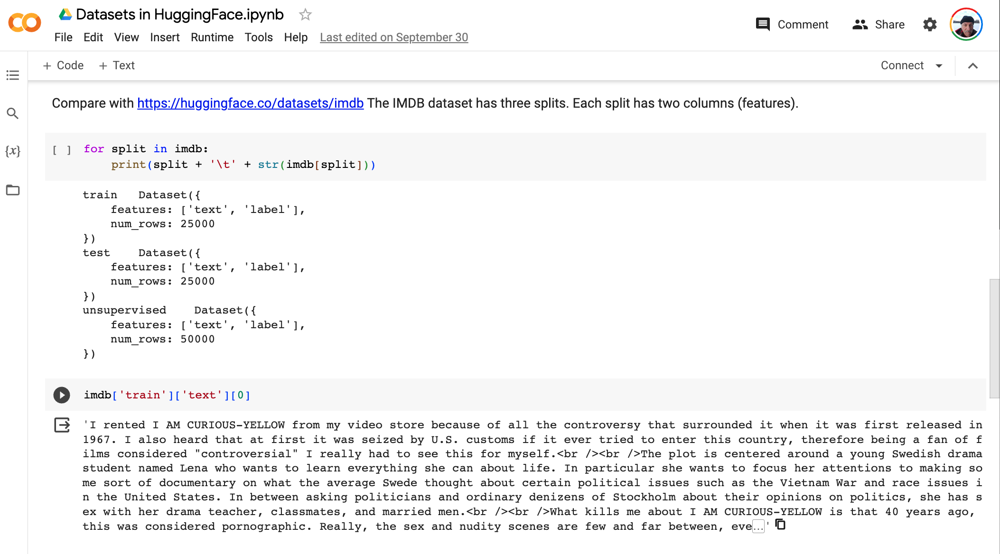 Datasets in HuggingFace.ipynb
Comment Share
File Edit View Insert Runtime Tools Help Last edited on September 30
+ Code + Text Connect
Compare with https://huggingface.co/datasets/imdb The IMDB dataset has three splits. Each split has two columns (features).
[ ] for split in imdb:
print(split + '\t' + str(imdb[split]))
train Dataset({
features: ['text', 'label'],
num_rows: 25000
})
test Dataset({
features: ['text', 'label'],
num_rows: 25000
})
unsupervised Dataset({
features: ['text', 'label'],
num_rows: 50000
})
imdb['train']['text'][0]
'I rented I AM CURIOUS-YELLOW from my video store because of all the controversy that surrounded it when it was first released in
1967. I also heard that at first it was seized by U.S. customs if it ever tried to enter this country, therefore being a fan of f
ilms considered "controversial" I really had to see this for myself.<br /><br />The plot is centered around a young Swedish drama
student named Lena who wants to learn everything she can about life. In particular she wants to focus her attentions to making so
me sort of documentary on what the average Swede thought about certain political issues such as the Vietnam War and race issues i
n the United States. In between asking politicians and ordinary denizens of Stockholm about their opinions on politics, she has s
ex with her drama teacher, classmates, and married men.<br /><br />What kills me about I AM CURIOUS-YELLOW is that 40 years ago,
this was considered pornographic. Really, the sex and nudity scenes are few and far between, eve...'